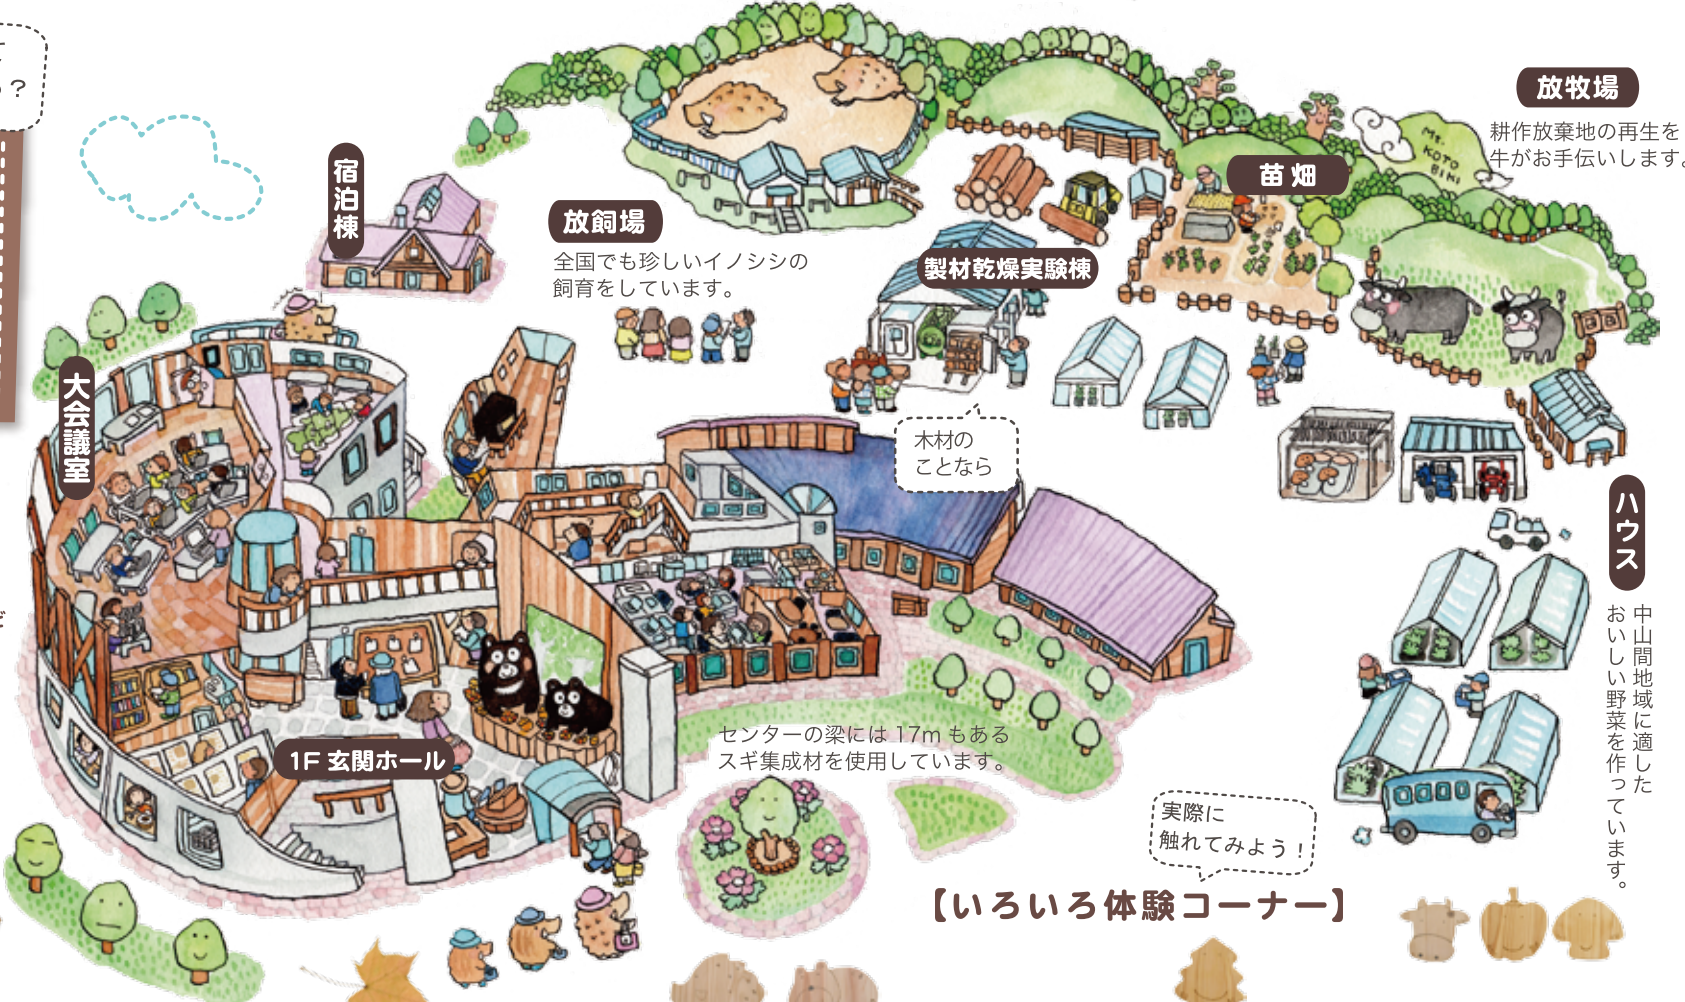 て
？
放牧場
耕作放棄地の再生を
牛がお手伝いします。
Mt.
KOTO
BIKI
苗畑
宿泊棟
放飼場
全国でも珍しいイノシシの
飼育をしています。
製材乾燥実験棟
大会議室
木材の
ことなら
ハウス
中山間地域に適した
おいしい野菜を作っています。
1F 玄関ホール
センターの梁には 17m もある
スギ集成材を使用しています。
実際に
触れてみよう！
【いろいろ体験コーナー】